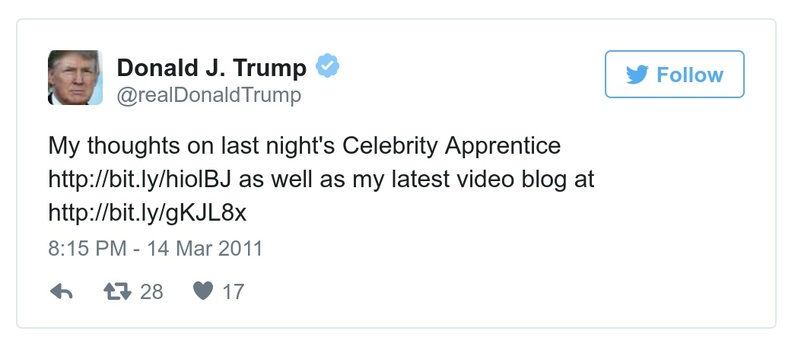 Donald J. Trump
@realDonaldTrump
Follow
My thoughts on last night's Celebrity Apprentice
http://bit.ly/hiolBJ as well as my latest video blog at
http://bit.ly/gKJL8x
8:15 PM - 14 Mar 2011
28 17